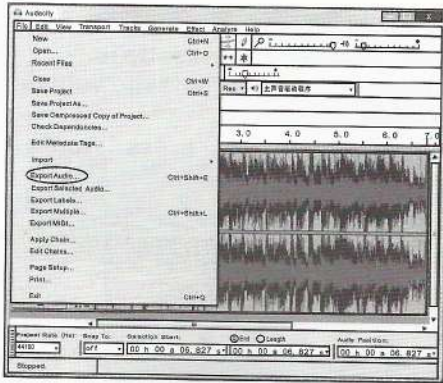 Audacity
File Edit View Transport Tracks Generate Effect Analyze Help
New Ctrl+N
Open... Ctrl+O
Recent Files
Close Ctrl+W
Save Project Ctrl+S
Save Project As...
Save Compressed Copy of Project...
Check Dependencies...
Edit Metadata Tags...
Import
Export Audio... Ctrl+Shift+E
Export Selected Audio...
Export Labels...
Export Multiple... Ctrl+Shift+L
Export MIDI...
Apply Chain...
Edit Chains...
Page Setup...
Print...
Exit Ctrl+Q
3.0 4.0 5.0 6.0 7.0
Project Rate (Hz) Snap To: Selection Start: End Length Audio Position:
44100 Off 00 h 00 m 06.827 s 00 h 00 m 06.827 s 00 h 00 m 06.827 s
Stopped.